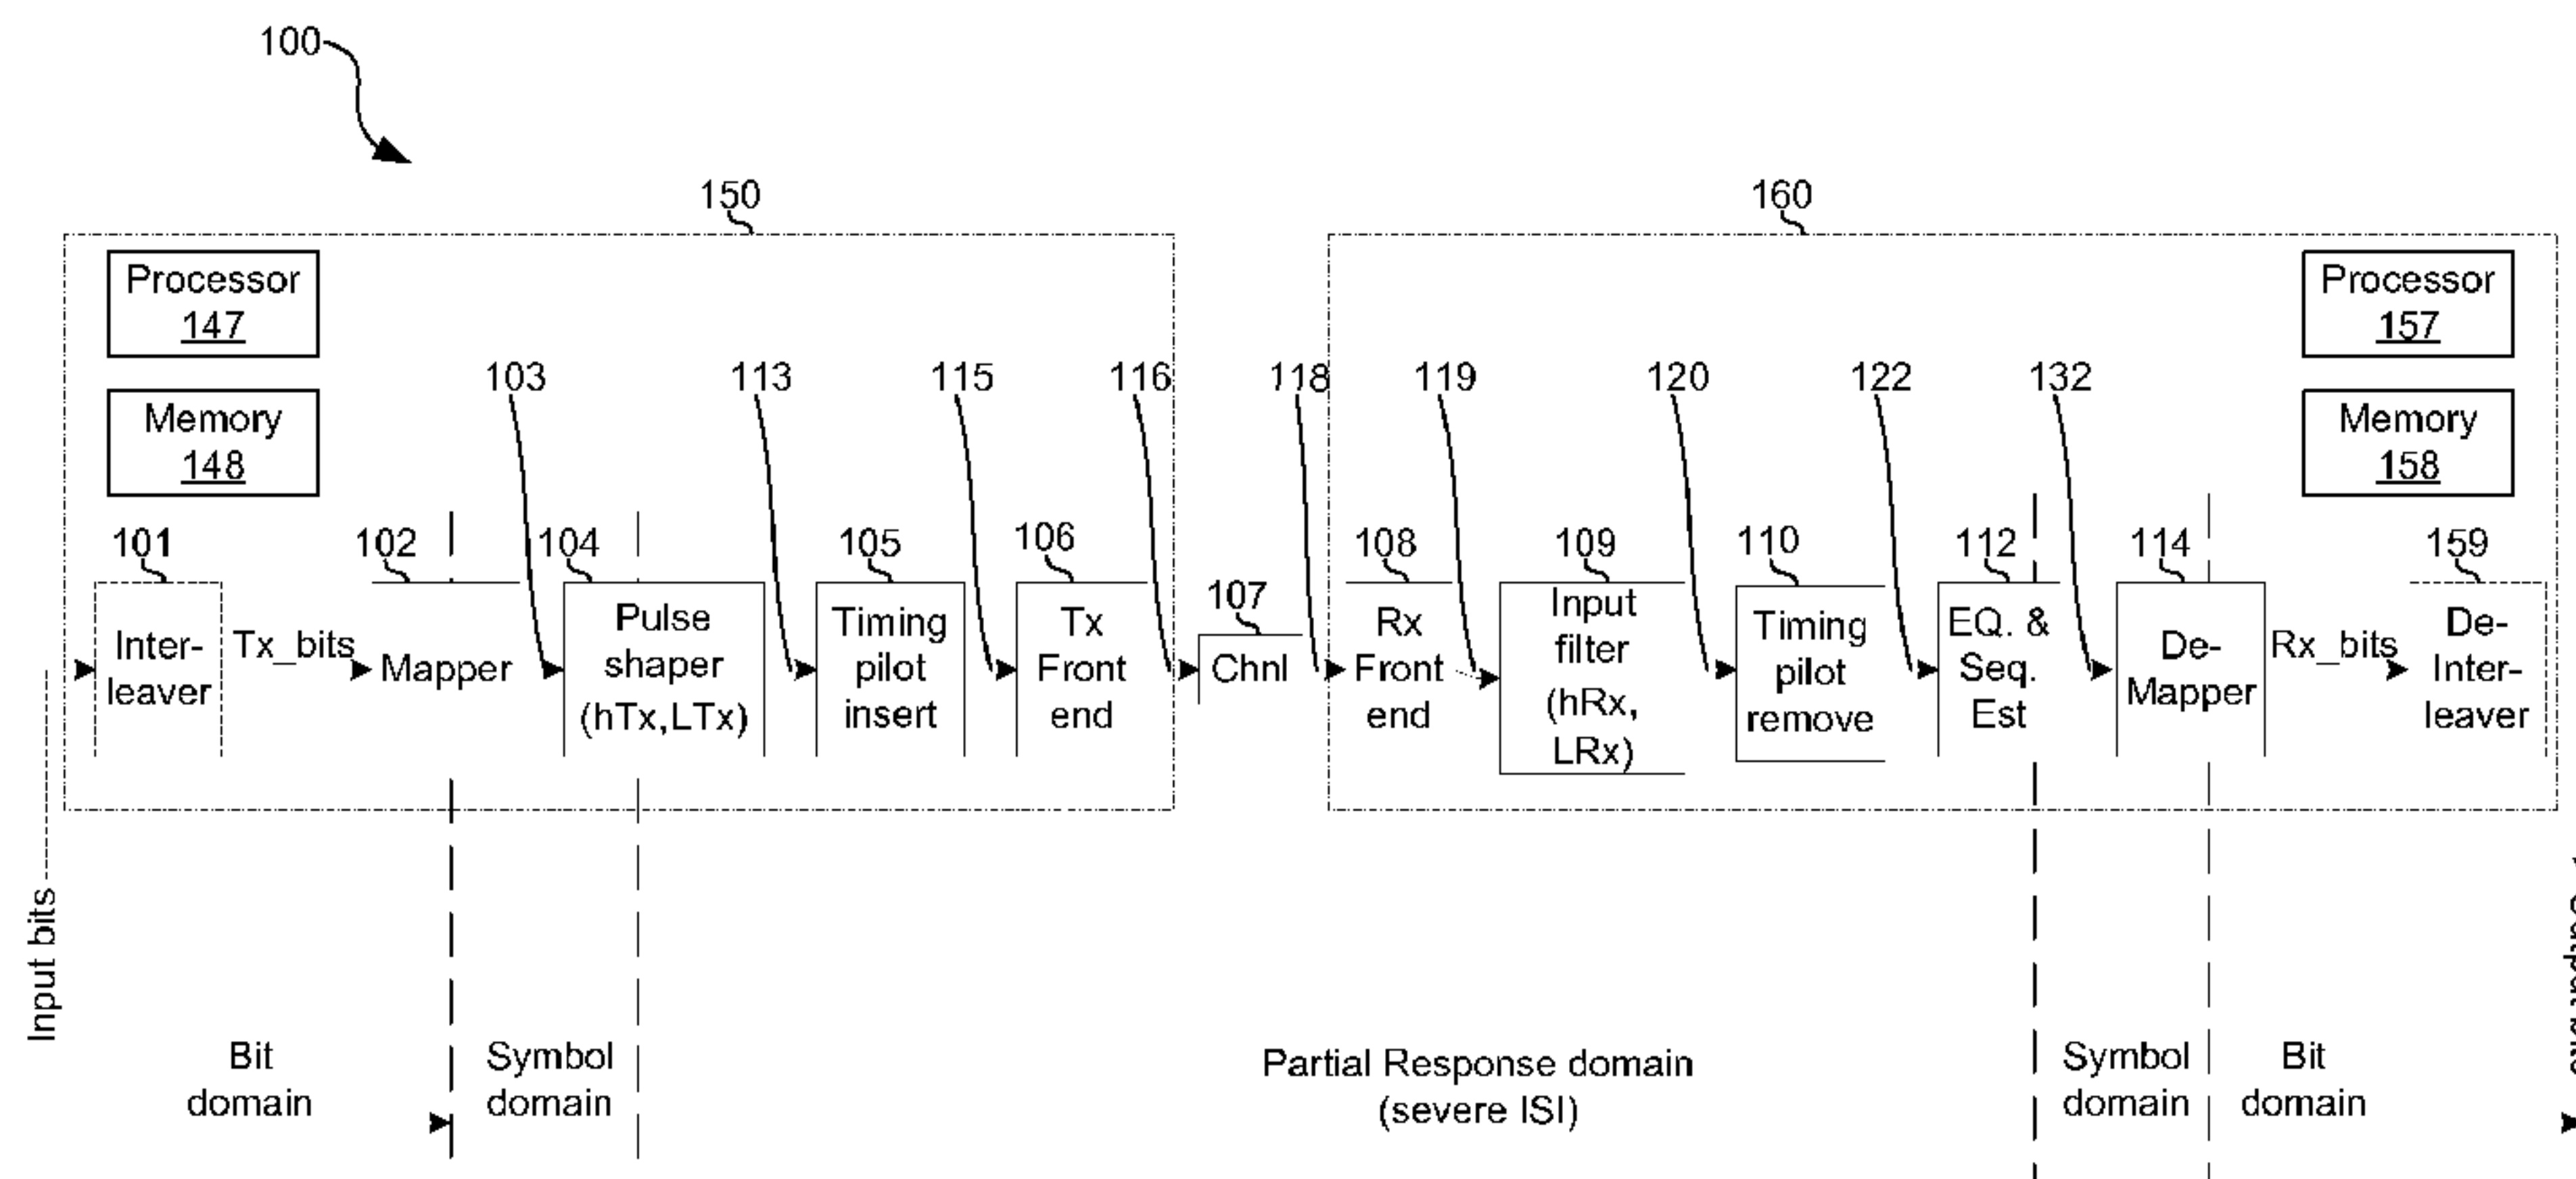 100
150
160
Processor
147
Memory
148
Processor
157
Memory
158
103
113
115
116
118
119
120
122
132
101
102
104
105
106
107
108
109
110
112
114
159
Inter-
leaver
Tx_bits
Mapper
Pulse
shaper
(hTx,LTx)
Timing
pilot
insert
Tx
Front
end
Chnl
Rx
Front
end
Input
filter
(hRx,
LRx)
Timing
pilot
remove
EQ. &
Seq.
Est
De-
Mapper
Rx_bits
De-
Inter-
leaver
Input bits
Bit
domain
Symbol
domain
Partial Response domain
(severe ISI)
Symbol
domain
Bit
domain